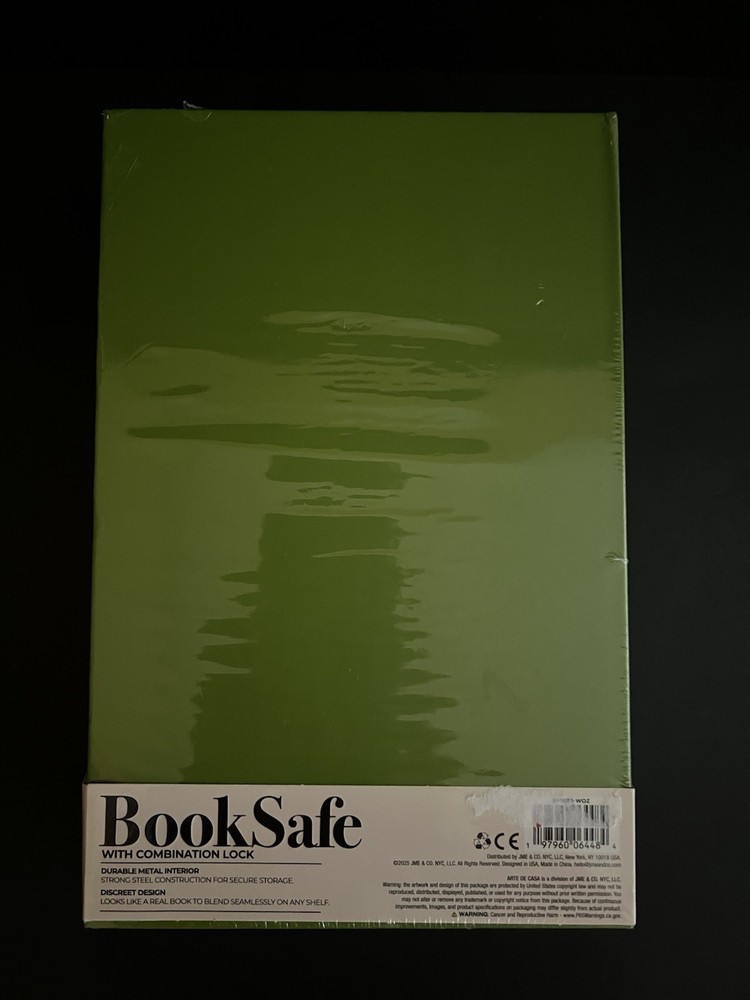 BookSafe
WITH COMBINATION LOCK
DURABLE METAL INTERIOR
STRONG STEEL CONSTRUCTION FOR SECURE STORAGE.
DISCREET DESIGN
LOOKS LIKE A REAL BOOK TO BLEND SEAMLESSLY ON ANY SHELF.
-WOZ
CE
1 97960 06448 4
Distributed by JME & CO. NYC, LLC, New York, NY 10018 USA.
©2025 JME & CO. NYC, LLC. All Rights Reserved. Designed in USA, Made in China.
ARTE DE CASA is a division of JME & CO. NYC, LLC.
Warning: the artwork and design of this package are protected by United States copyright law and may not be
reproduced, distributed, displayed, published, or used for any purpose without prior written permission. You
may not alter or remove any trademark or copyright notice from this package. Because of continuous
improvements, images, and product specifications on packaging may differ slightly from actual product.
⚠ WARNING: Cancer and Reproductive Harm - www.P65Warnings.ca.gov.